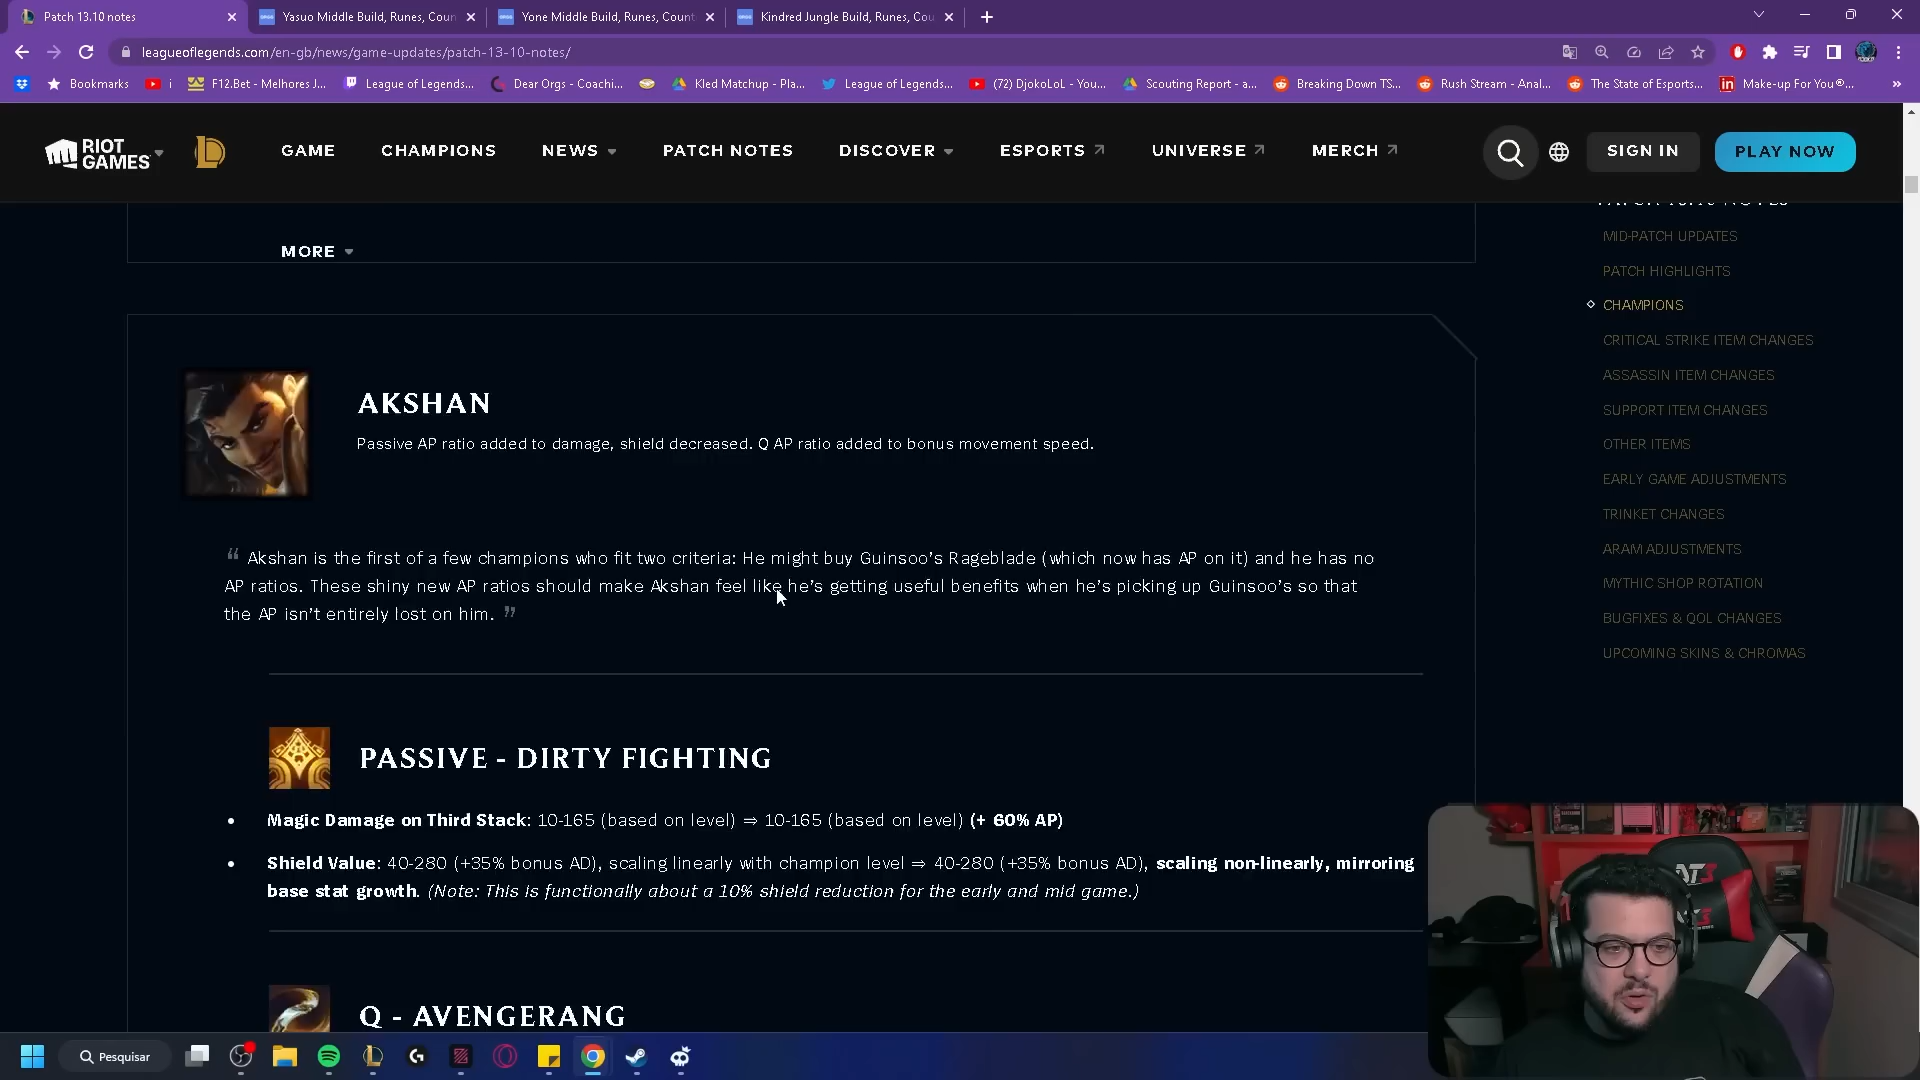 Patch 13.10 notes
Yasuo Middle Build, Runes, Coun
Yone Middle Build, Runes, Count
Kindred Jungle Build, Runes, Cou
leagueoflegends.com/en-gb/news/game-updates/patch-13-10-notes/
Bookmarks
i
F12.Bet - Melhores J...
League of Legends...
Dear Orgs - Coachi...
Kled Matchup - Pla...
League of Legends...
(72) DjokoLoL - You...
Scouting Report - a...
Breaking Down TS...
Rush Stream - Anal...
The State of Esports...
Make-up For You®...
RIOT GAMES
GAME
CHAMPIONS
NEWS
PATCH NOTES
DISCOVER
ESPORTS
UNIVERSE
MERCH
SIGN IN
PLAY NOW
MORE
AKSHAN
Passive AP ratio added to damage, shield decreased. Q AP ratio added to bonus movement speed.
“ Akshan is the first of a few champions who fit two criteria: He might buy Guinsoo’s Rageblade (which now has AP on it) and he has no
AP ratios. These shiny new AP ratios should make Akshan feel like he’s getting useful benefits when he’s picking up Guinsoo’s so that
the AP isn’t entirely lost on him. ”
PASSIVE - DIRTY FIGHTING
• Magic Damage on Third Stack: 10-165 (based on level) ⇒ 10-165 (based on level) (+ 60% AP)
• Shield Value: 40-280 (+35% bonus AD), scaling linearly with champion level ⇒ 40-280 (+35% bonus AD), scaling non-linearly, mirroring
base stat growth. (Note: This is functionally about a 10% shield reduction for the early and mid game.)
Q - AVENGERANG
PATCH 13.10 NOTES
MID-PATCH UPDATES
PATCH HIGHLIGHTS
CHAMPIONS
CRITICAL STRIKE ITEM CHANGES
ASSASSIN ITEM CHANGES
SUPPORT ITEM CHANGES
OTHER ITEMS
EARLY GAME ADJUSTMENTS
TRINKET CHANGES
ARAM ADJUSTMENTS
MYTHIC SHOP ROTATION
BUGFIXES & QOL CHANGES
UPCOMING SKINS & CHROMAS
Pesquisar